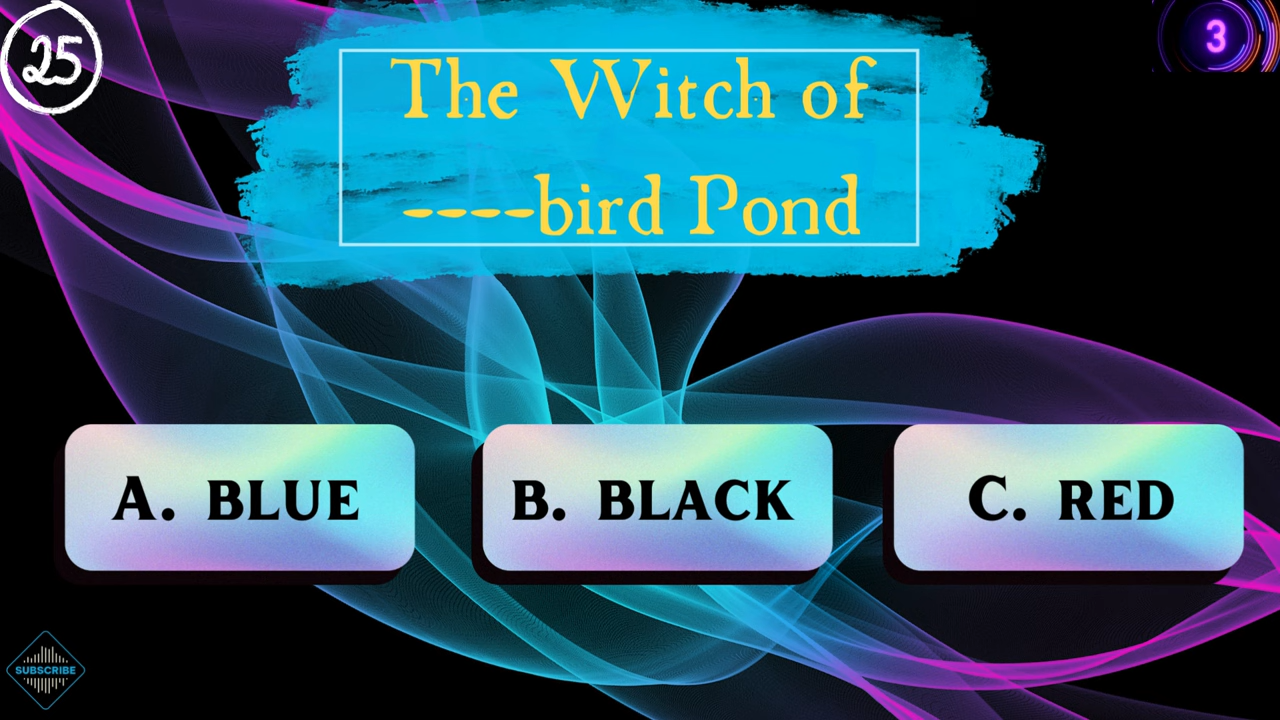 25
3
The Witch of
----bird Pond
A. BLUE
B. BLACK
C. RED
SUBSCRIBE